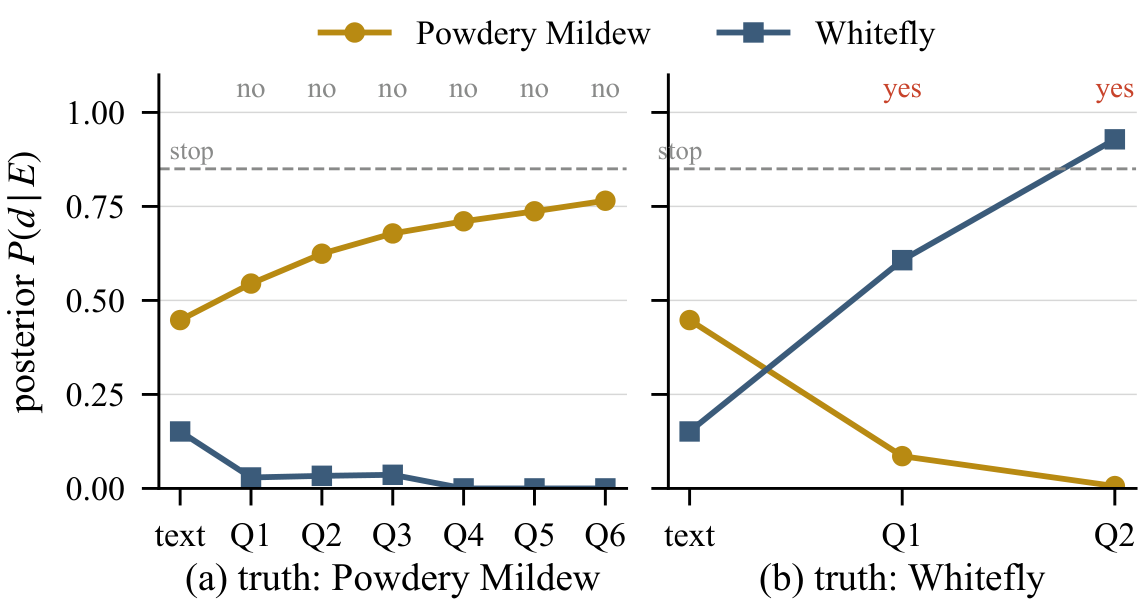 Powdery Mildew Whitefly
no no no no no no yes yes
1.00
stop stop
0.75
0.50
0.25
0.00
posterior P(d|E)
text Q1 Q2 Q3 Q4 Q5 Q6 text Q1 Q2
(a) truth: Powdery Mildew (b) truth: Whitefly